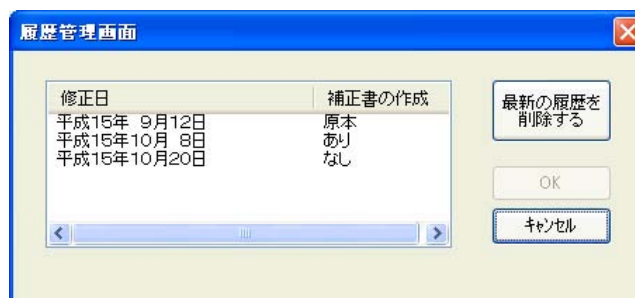 履歴管理画面
修正日 補正書の作成
平成15年 9月12日 原本
平成15年10月 8日 あり
平成15年10月20日 なし
最新の履歴を
削除する
OK
キャンセル